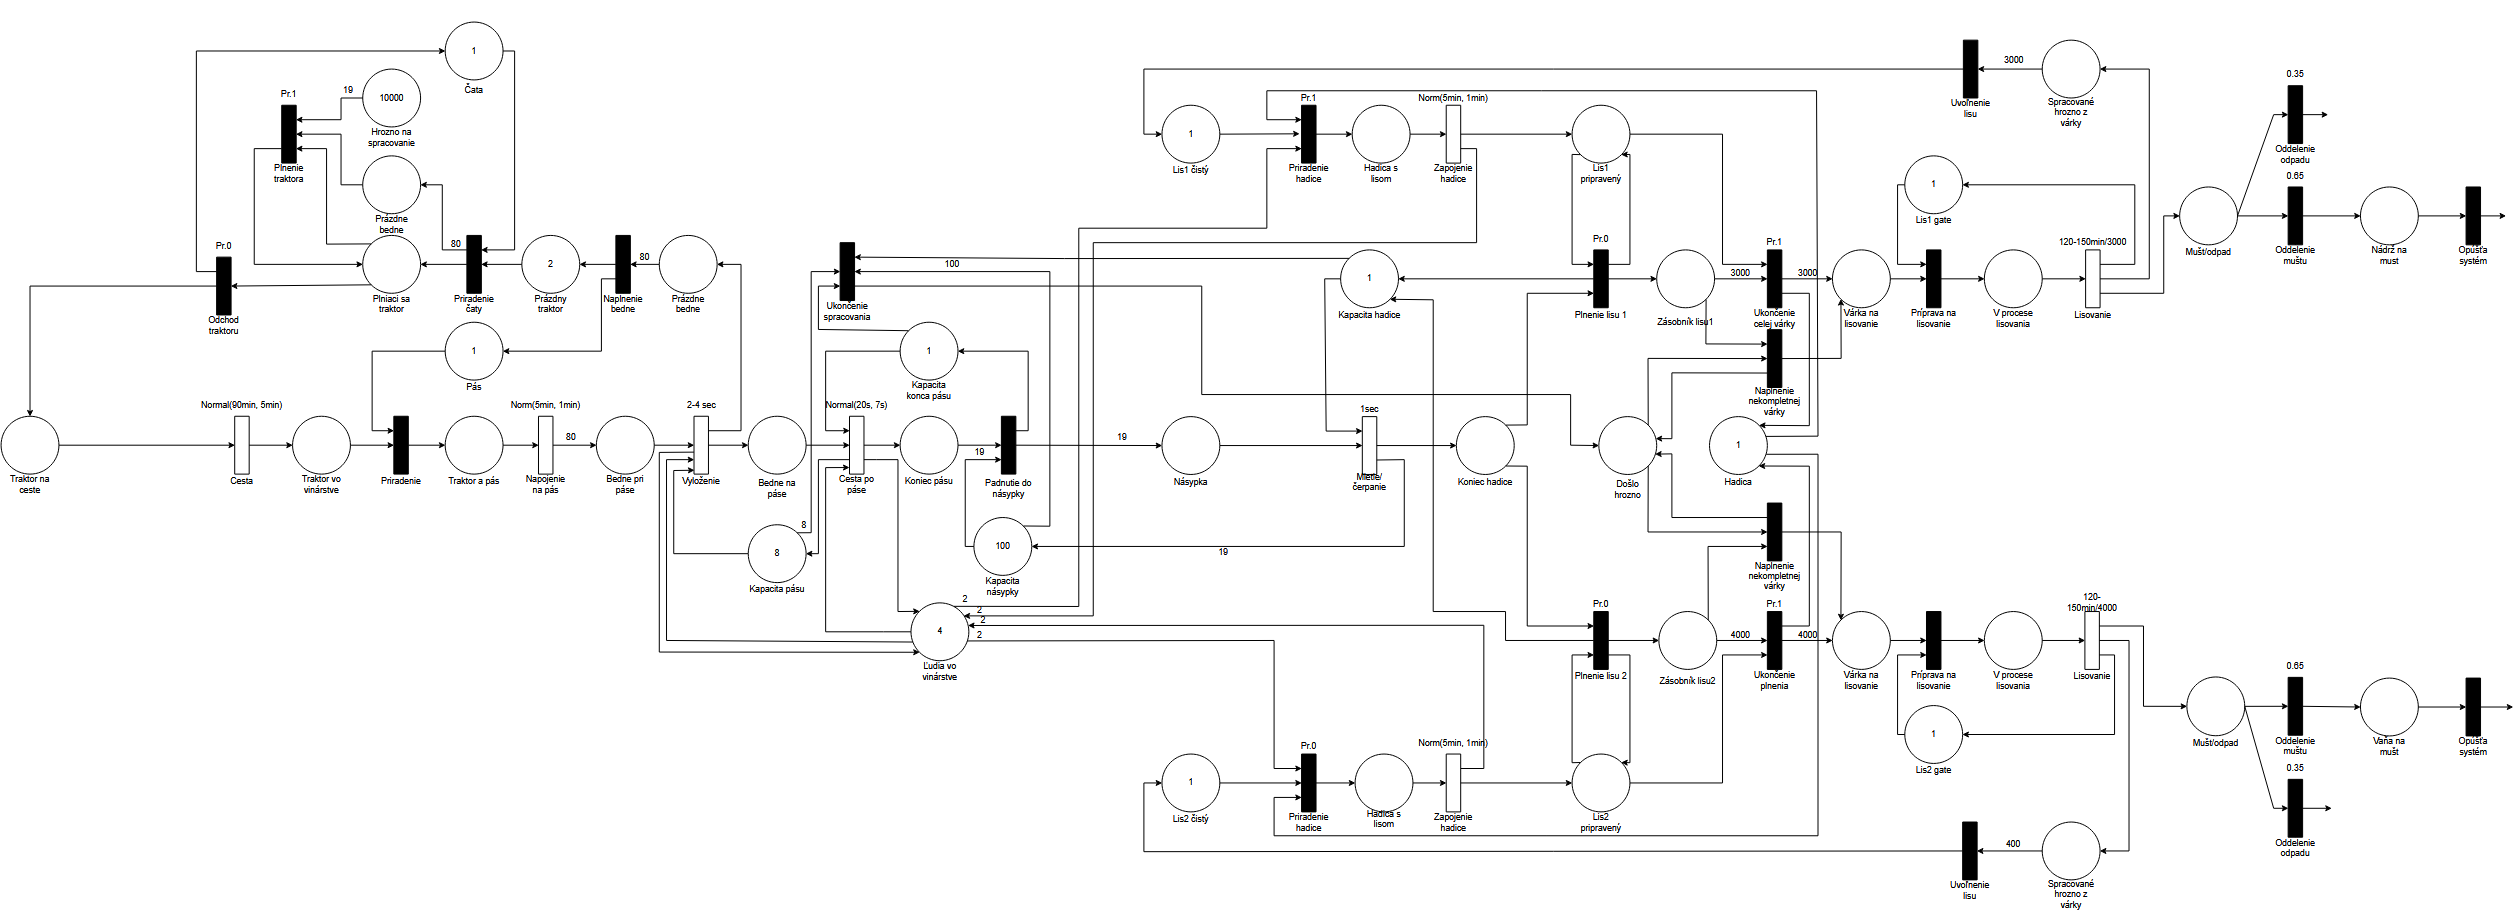 1
Čata
Pr.1
19
10000
Hrozno na
spracovanie
Plnenie
traktora
Prázdne
bedne
Pr.0
80
2
80
Odchod
traktoru
Plniaci sa
traktor
Priradenie
čaty
Prázdny
traktor
Naplnenie
bedne
Prázdne
bedne
1
Pás
Normal(90min, 5min)
Norm(5min, 1min)
80
2-4 sec
Traktor na
ceste
Cesta
Traktor vo
vinárstve
Priradenie
Traktor a pás
Napojenie
na pás
Bedne pri
páse
Vyloženie
Bedne na
páse
8
8
Kapacita pásu
100
Ukončenie
spracovania
1
Kapacita
konca pásu
Normal(20s, 7s)
Cesta po
páse
Koniec pásu
19
Padnutie do
násypky
19
100
Kapacita
násypky
Násypka
19
1sec
Mletie/
čerpanie
Koniec hadice
1
Kapacita hadice
2
2
2
2
4
Ľudia vo
vinárstve
1
Lis1 čistý
Pr.1
Priradenie
hadice
Hadica s
lisom
Norm(5min, 1min)
Zapojenie
hadice
Lis1
pripravený
Pr.0
Plnenie lisu 1
Zásobník lisu1
3000
Pr.1
3000
Ukončenie
celej várky
Naplnenie
nekompletnej
várky
Došlo
hrozno
1
Hadica
Naplnenie
nekompletnej
várky
Várka na
lisovanie
1
Lis1 gate
Príprava na
lisovanie
V procese
lisovania
120-150min/3000
Lisovanie
3000
Uvoľnenie
lisu
Spracované
hrozno z
várky
Mušt/odpad
0.35
Oddelenie
odpadu
0.65
Oddelenie
muštu
Nádrž na
must
Opúšťa
systém
Pr.0
Plnenie lisu 2
Zásobník lisu2
4000
Pr.1
4000
Ukončenie
plnenia
Várka na
lisovanie
Príprava na
lisovanie
V procese
lisovania
120-
150min/4000
Lisovanie
1
Lis2 gate
1
Lis2 čistý
Pr.0
Priradenie
hadice
Hadica s
lisom
Norm(5min, 1min)
Zapojenie
hadice
Lis2
pripravený
400
Uvoľnenie
lisu
Spracované
hrozno z
várky
Mušt/odpad
0.65
Oddelenie
muštu
Vaňa na
mušt
Opúšťa
systém
0.35
Oddelenie
odpadu